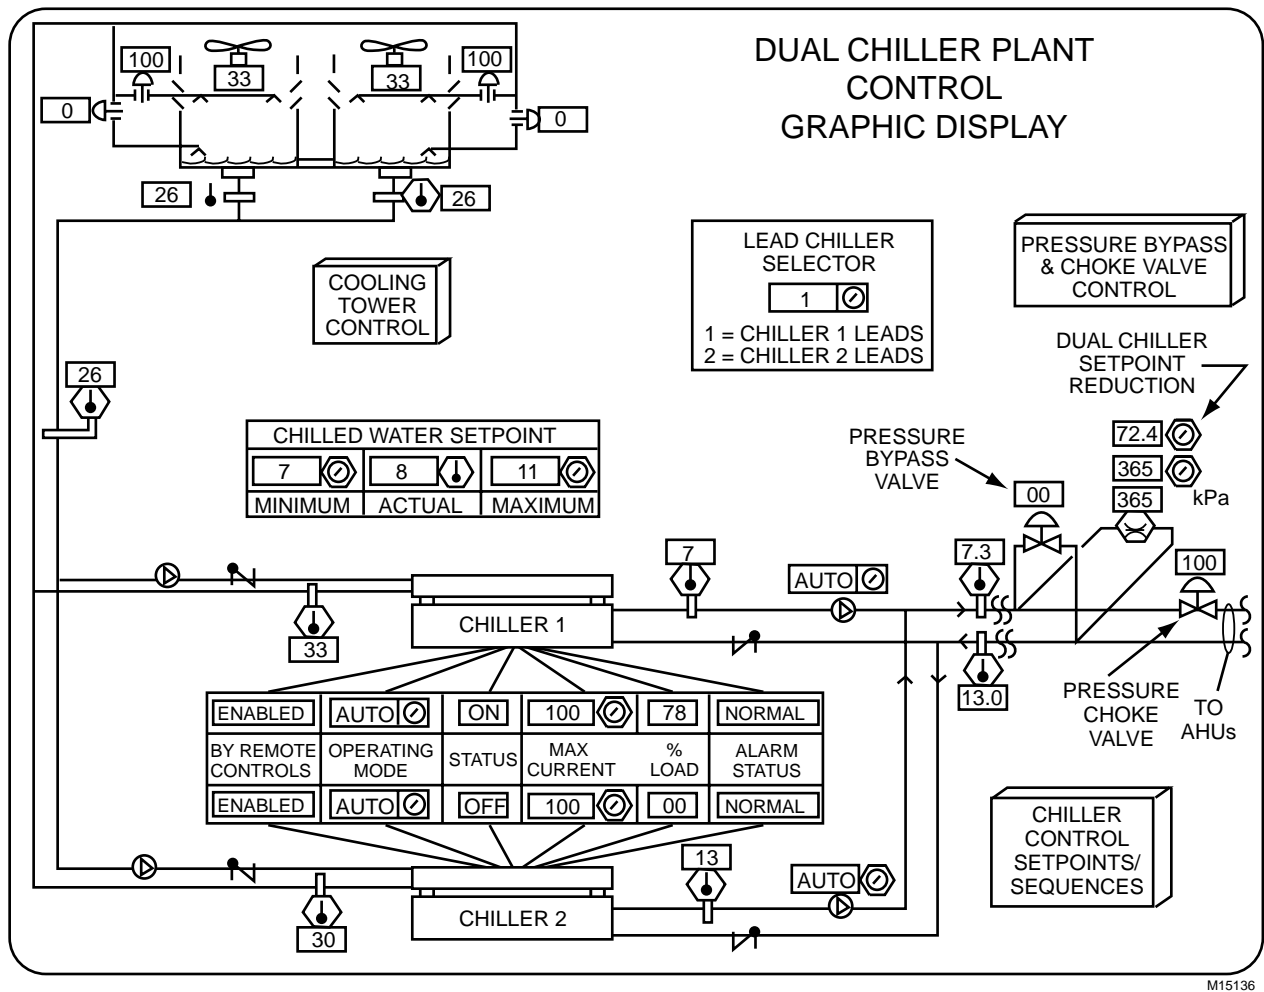 DUAL CHILLER PLANT
CONTROL
GRAPHIC DISPLAY
100
33
33
100
0
0
26
26
COOLING
TOWER
CONTROL
LEAD CHILLER
SELECTOR
1
1 = CHILLER 1 LEADS
2 = CHILLER 2 LEADS
PRESSURE BYPASS
& CHOKE VALVE
CONTROL
DUAL CHILLER
SETPOINT
REDUCTION
26
72.4
365
kPa
365
PRESSURE
BYPASS
VALVE
00
CHILLED WATER SETPOINT
7
8
11
MINIMUM
ACTUAL
MAXIMUM
7
AUTO
7.3
100
CHILLER 1
33
13.0
PRESSURE
CHOKE
VALVE
TO
AHUs
ENABLED
AUTO
ON
100
78
NORMAL
BY REMOTE
CONTROLS
OPERATING
MODE
STATUS
MAX
CURRENT
%
LOAD
ALARM
STATUS
ENABLED
AUTO
OFF
100
00
NORMAL
CHILLER
CONTROL
SETPOINTS/
SEQUENCES
13
AUTO
CHILLER 2
30
M15136